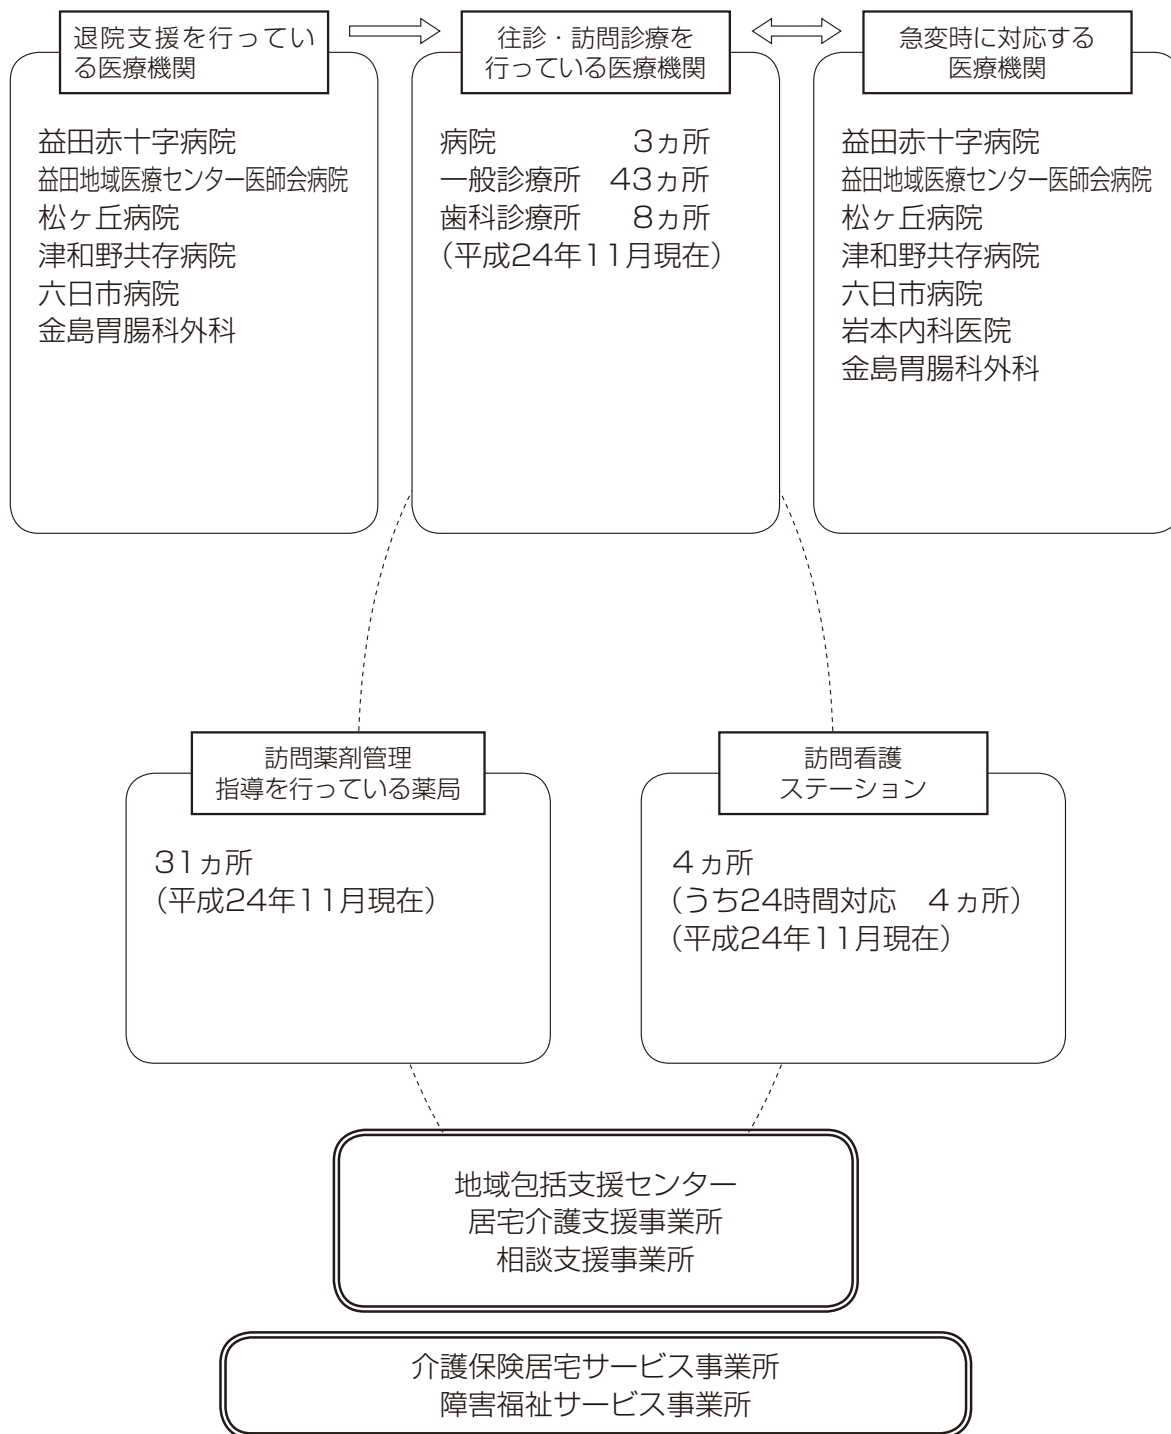 退院支援を行ってい
る医療機関
益田赤十字病院
益田地域医療センター医師会病院
松ヶ丘病院
津和野共存病院
六日市病院
金島胃腸科外科
往診・訪問診療を
行っている医療機関
病院　3ヵ所
一般診療所　43ヵ所
歯科診療所　8ヵ所
（平成24年11月現在）
急変時に対応する
医療機関
益田赤十字病院
益田地域医療センター医師会病院
松ヶ丘病院
津和野共存病院
六日市病院
岩本内科医院
金島胃腸科外科
訪問薬剤管理
指導を行っている薬局
31ヵ所
（平成24年11月現在）
訪問看護
ステーション
4ヵ所
（うち24時間対応　4ヵ所）
（平成24年11月現在）
地域包括支援センター
居宅介護支援事業所
相談支援事業所
介護保険居宅サービス事業所
障害福祉サービス事業所